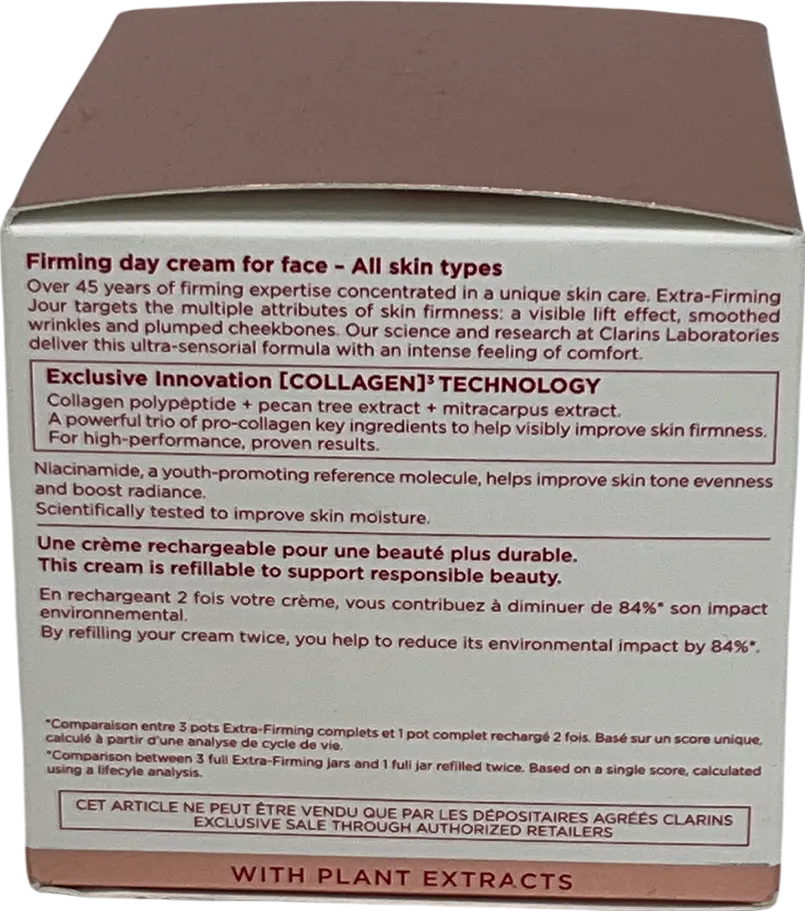 Firming day cream for face - All skin types
Over 45 years of firming expertise concentrated in a unique skin care. Extra-Firming
Jour targets the multiple attributes of skin firmness: a visible lift effect, smoothed
wrinkles and plumped cheekbones. Our science and research at Clarins Laboratories
deliver this ultra-sensorial formula with an intense feeling of comfort.
Exclusive Innovation [COLLAGEN]³ TECHNOLOGY
Collagen polypeptide + pecan tree extract + mitracarpus extract.
A powerful trio of pro-collagen key ingredients to help visibly improve skin firmness.
For high-performance, proven results.
Niacinamide, a youth-promoting reference molecule, helps improve skin tone evenness
and boost radiance.
Scientifically tested to improve skin moisture.
Une crème rechargeable pour une beauté plus durable.
This cream is refillable to support responsible beauty.
En rechargeant 2 fois votre crème, vous contribuez à diminuer de 84%* son impact
environnemental.
By refilling your cream twice, you help to reduce its environmental impact by 84%*.
*Comparaison entre 3 pots Extra-Firming complets et 1 pot complet rechargé 2 fois. Basé sur un score unique,
calculé à partir d'une analyse de cycle de vie.
*Comparison between 3 full Extra-Firming jars and 1 full jar refilled twice. Based on a single score, calculated
using a lifecyle analysis.
CET ARTICLE NE PEUT ÊTRE VENDU QUE PAR LES DÉPOSITAIRES AGRÉÉS CLARINS
EXCLUSIVE SALE THROUGH AUTHORIZED RETAILERS
WITH PLANT EXTRACTS